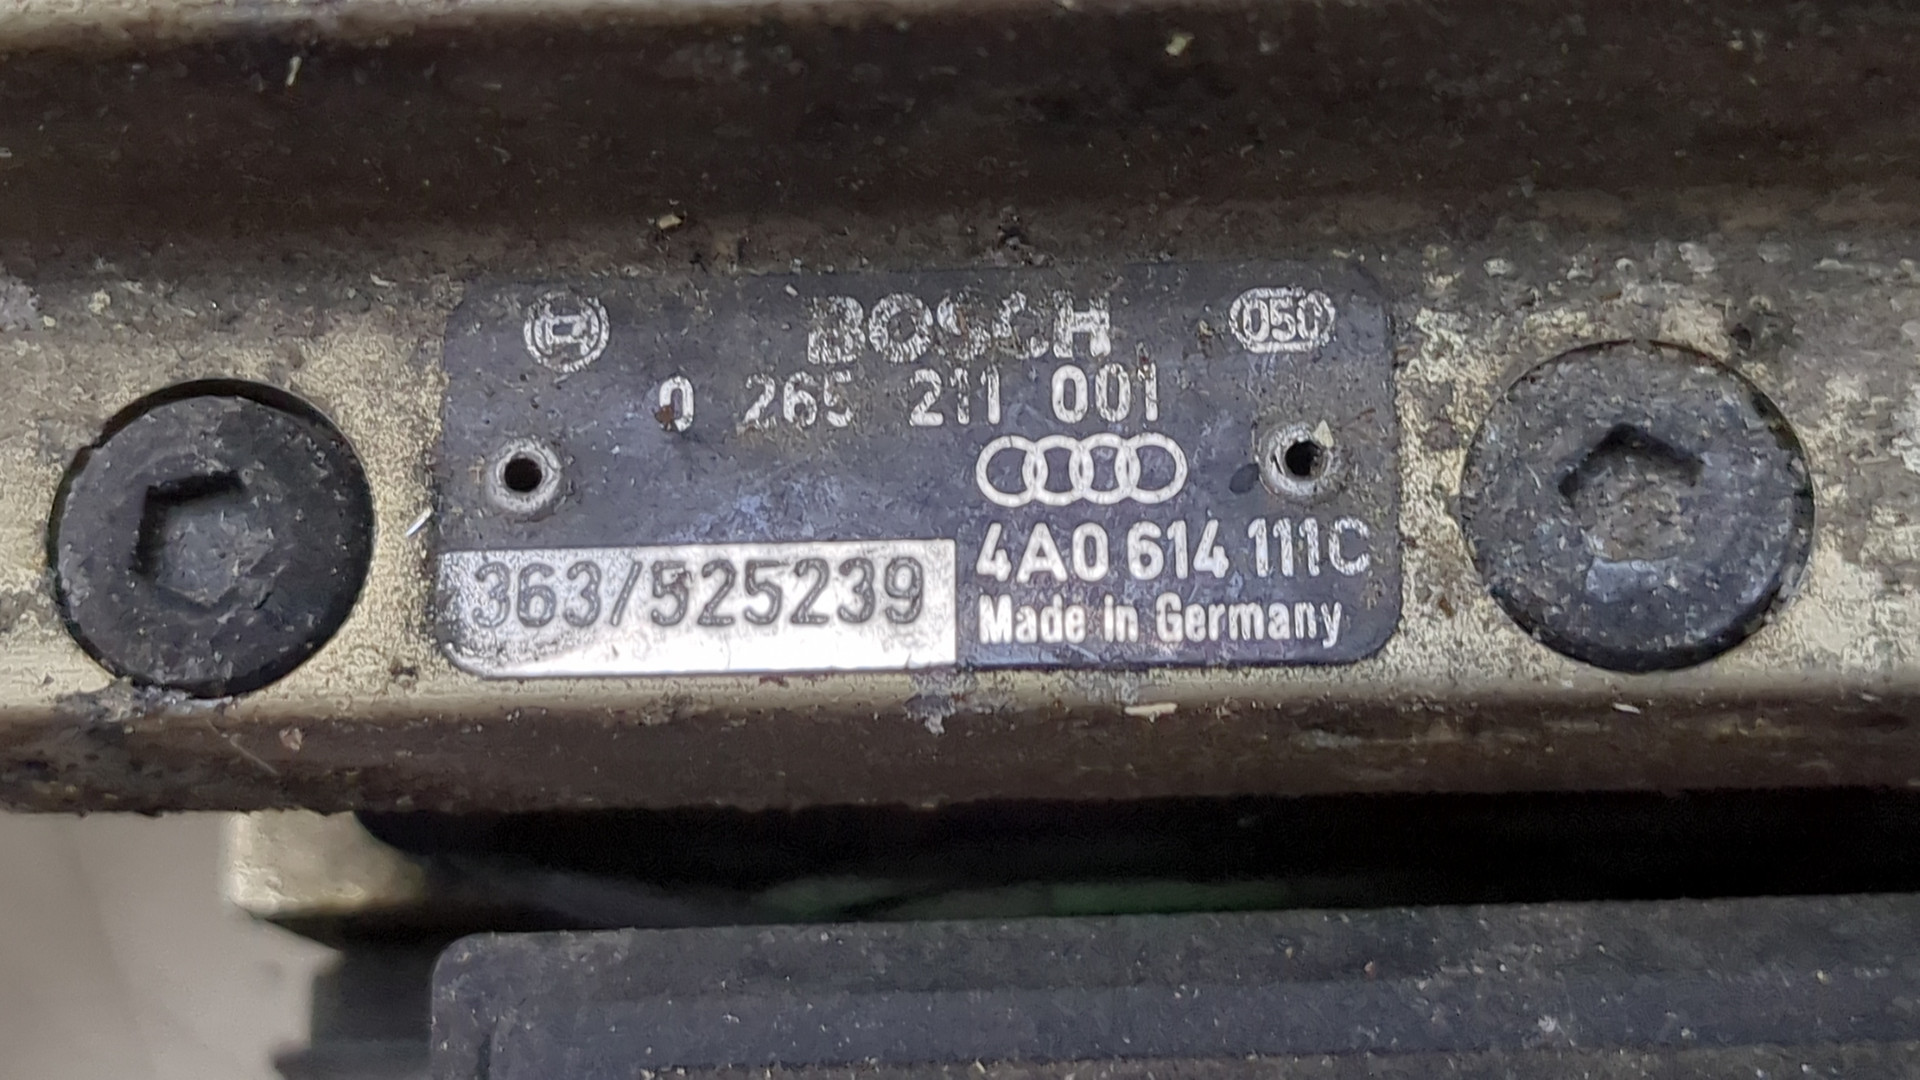 BOSCH 050
0 265 211 001
4A0 614 111C
363/525239
Made in Germany